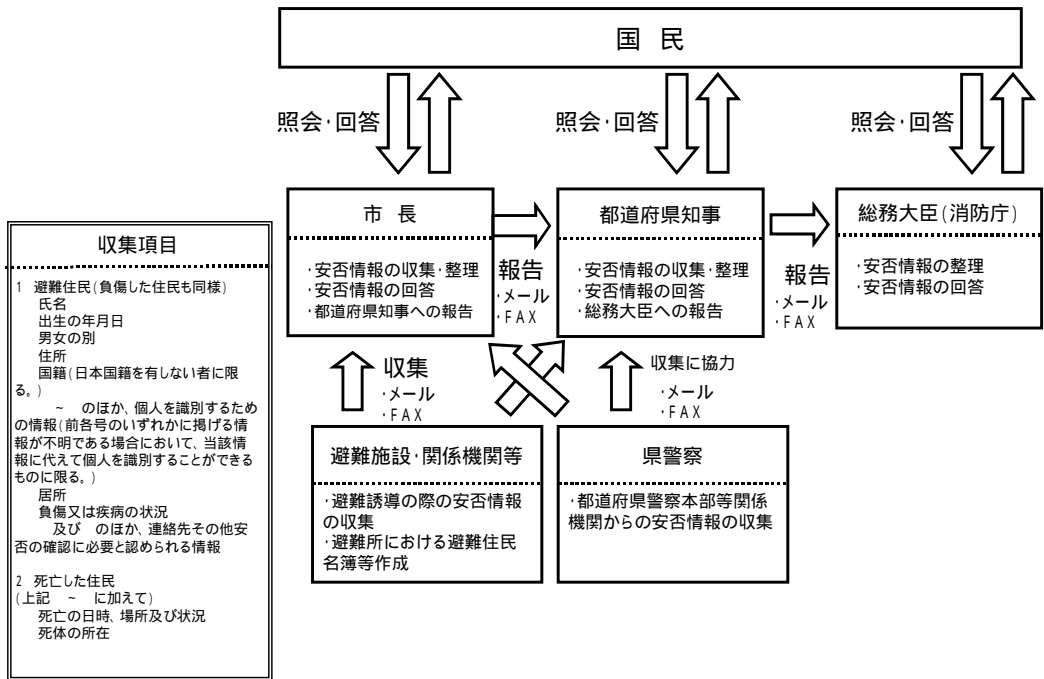 国 民
照会･回答
照会･回答
照会･回答
市 長
･安否情報の収集･整理
･安否情報の回答
･都道府県知事への報告
報告
･メール
･FAX
都道府県知事
･安否情報の収集･整理
･安否情報の回答
･総務大臣への報告
報告
･メール
･FAX
総務大臣(消防庁)
･安否情報の整理
･安否情報の回答
収集
･メール
･FAX
収集に協力
･メール
･FAX
避難施設･関係機関等
･避難誘導の際の安否情報
の収集
･避難所における避難住民
名簿等作成
県警察
･都道府県警察本部等関係
機関からの安否情報の収集
収集項目
1 避難住民(負傷した住民も同様)
氏名
出生の年月日
男女の別
住所
国籍(日本国籍を有しない者に限
る。)
~ のほか、個人を識別するため
の情報(前各号のいずれかに掲げる情
報が不明である場合において、当該情
報に代えて個人を識別することができる
ものに限る。)
居所
負傷又は疾病の状況
及び のほか、連絡先その他安
否の確認に必要と認められる情報
2 死亡した住民
(上記 ~ に加えて)
死亡の日時、場所及び状況
死体の所在